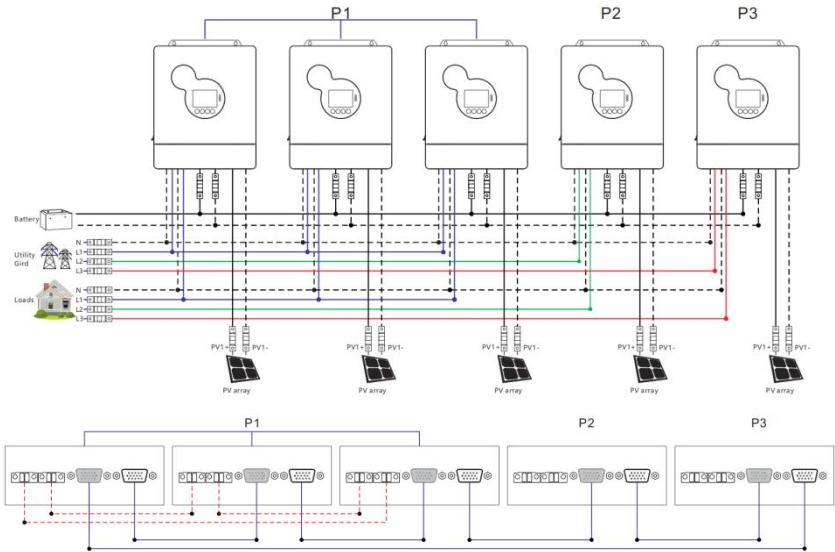 P1 P2 P3
Battery
N
Utility L1
Gird L2
L3
N
Loads L1
L2
L3
PV1+ PV1- PV1+ PV1- PV1+ PV1- PV1+ PV1- PV1+ PV1-
PV array PV array PV array PV array PV array
P1 P2 P3